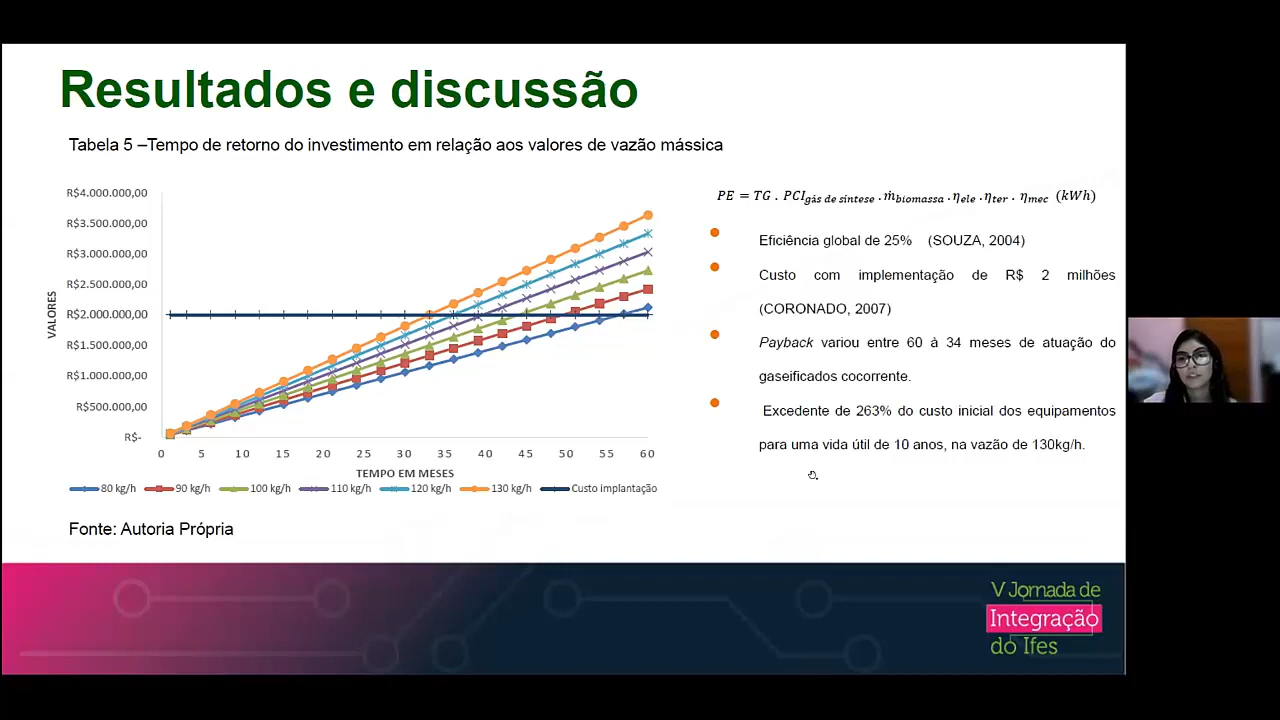 Resultados e discussão
Tabela 5 –Tempo de retorno do investimento em relação aos valores de vazão mássica
R$4.000.000,00
R$3.500.000,00
R$3.000.000,00
R$2.500.000,00
R$2.000.000,00
R$1.500.000,00
R$1.000.000,00
R$500.000,00
R$-
VALORES
0 5 10 15 20 25 30 35 40 45 50 55 60
TEMPO EM MESES
80 kg/h 90 kg/h 100 kg/h 110 kg/h 120 kg/h 130 kg/h Custo implantação
Fonte: Autoria Própria
PE = TG . PCI gás de síntese . ṁ biomassa . η ele . η ter . η mec (kWh)
Eficiência global de 25% (SOUZA, 2004)
Custo com implementação de R$ 2 milhões
(CORONADO, 2007)
Payback variou entre 60 à 34 meses de atuação do
gaseificados cocorrente.
Excedente de 263% do custo inicial dos equipamentos
para uma vida útil de 10 anos, na vazão de 130kg/h.
V Jornada de
Integração
do Ifes